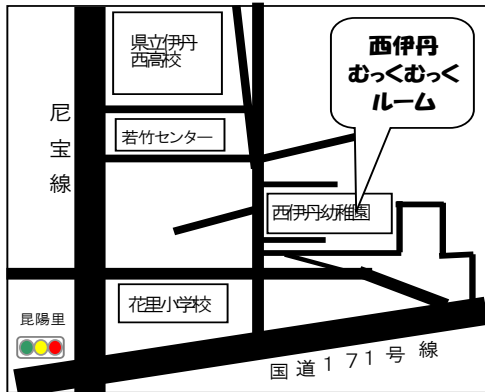 県立伊丹
西高校
西伊丹
むっくむっく
ルーム
尼宝線
若竹センター
西伊丹幼稚園
花里小学校
昆陽里
国道171号線